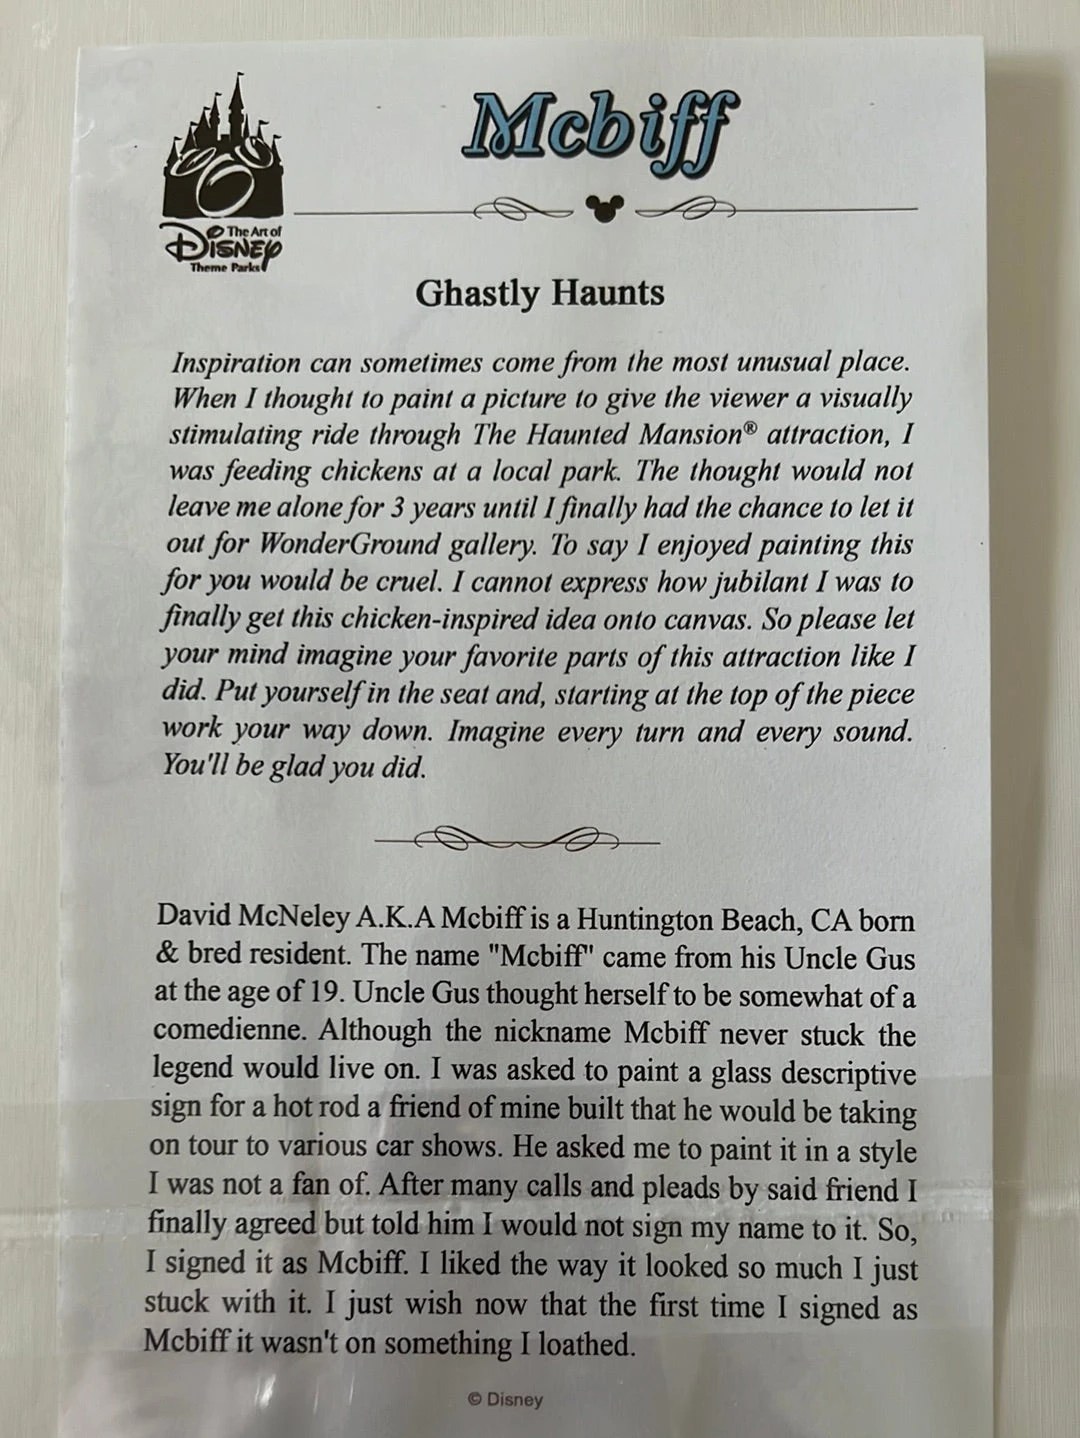 Mcbiff
The Art of
Disney
Theme Parks
Ghastly Haunts
Inspiration can sometimes come from the most unusual place.
When I thought to paint a picture to give the viewer a visually
stimulating ride through The Haunted Mansion® attraction, I
was feeding chickens at a local park. The thought would not
leave me alone for 3 years until I finally had the chance to let it
out for WonderGround gallery. To say I enjoyed painting this
for you would be cruel. I cannot express how jubilant I was to
finally get this chicken-inspired idea onto canvas. So please let
your mind imagine your favorite parts of this attraction like I
did. Put yourself in the seat and, starting at the top of the piece
work your way down. Imagine every turn and every sound.
You'll be glad you did.
David McNeley A.K.A Mcbiff is a Huntington Beach, CA born
& bred resident. The name "Mcbiff" came from his Uncle Gus
at the age of 19. Uncle Gus thought herself to be somewhat of a
comedienne. Although the nickname Mcbiff never stuck the
legend would live on. I was asked to paint a glass descriptive
sign for a hot rod a friend of mine built that he would be taking
on tour to various car shows. He asked me to paint it in a style
I was not a fan of. After many calls and pleads by said friend I
finally agreed but told him I would not sign my name to it. So,
I signed it as Mcbiff. I liked the way it looked so much I just
stuck with it. I just wish now that the first time I signed as
Mcbiff it wasn't on something I loathed.
© Disney